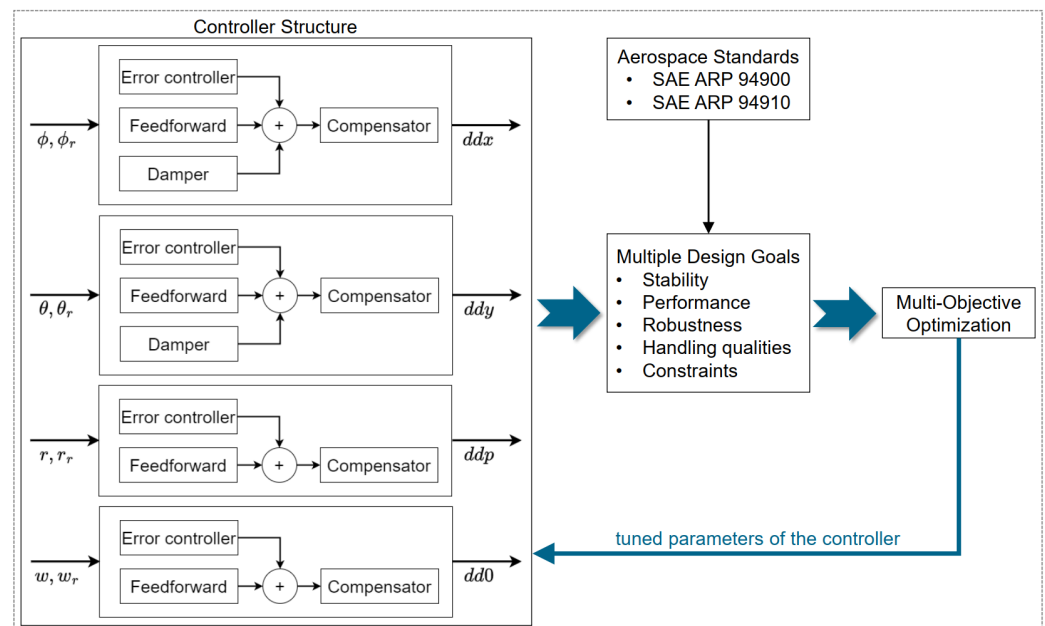 Controller Structure
Error controller
Feedforward
+
Compensator
Damper
ϕ, ϕᵣ
ddx
Error controller
Feedforward
+
Compensator
Damper
θ, θᵣ
ddy
Error controller
Feedforward
+
Compensator
r, rᵣ
ddp
Error controller
Feedforward
+
Compensator
w, wᵣ
dd0
Aerospace Standards
• SAE ARP 94900
• SAE ARP 94910
Multiple Design Goals
• Stability
• Performance
• Robustness
• Handling qualities
• Constraints
Multi-Objective
Optimization
tuned parameters of the controller